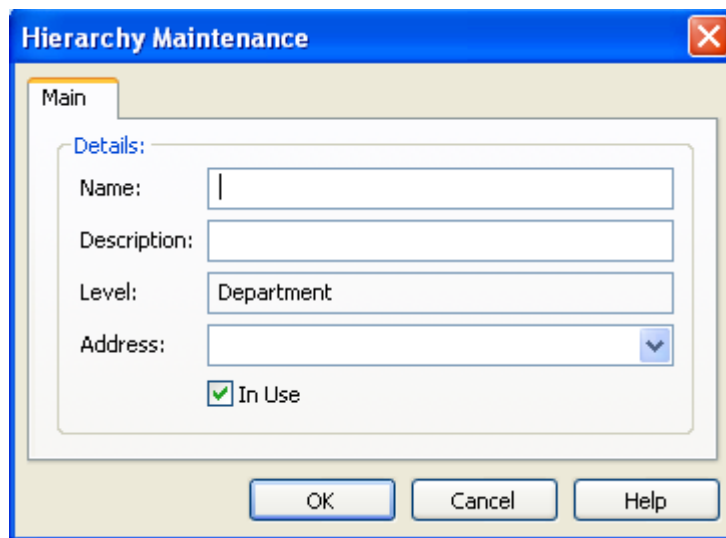 Hierarchy Maintenance
Main
Details:
Name:
Description:
Level: Department
Address:
In Use
OK Cancel Help